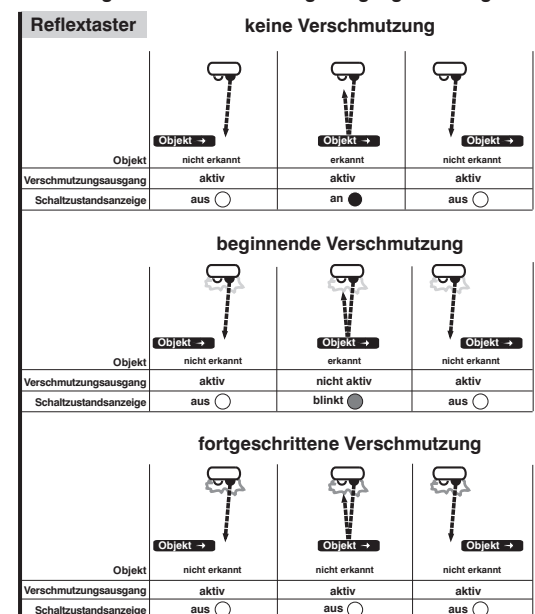 Reflextaster keine Verschmutzung
Objekt → Objekt → Objekt →
Objekt nicht erkannt erkannt nicht erkannt
Verschmutzungsausgang aktiv aktiv aktiv
Schaltzustandsanzeige aus an aus
beginnende Verschmutzung
Objekt → Objekt → Objekt →
Objekt nicht erkannt erkannt nicht erkannt
Verschmutzungsausgang aktiv nicht aktiv aktiv
Schaltzustandsanzeige aus blinkt aus
fortgeschrittene Verschmutzung
Objekt → Objekt → Objekt →
Objekt nicht erkannt nicht erkannt nicht erkannt
Verschmutzungsausgang aktiv aktiv aktiv
Schaltzustandsanzeige aus aus aus